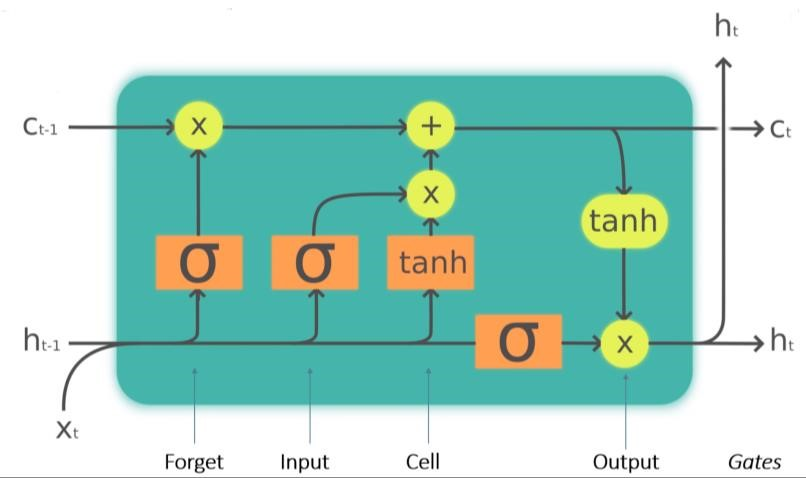 ht
Ct-1
x
+
Ct
x
tanh
σ
σ
tanh
ht-1
σ
x
ht
xt
Forget
Input
Cell
Output
Gates